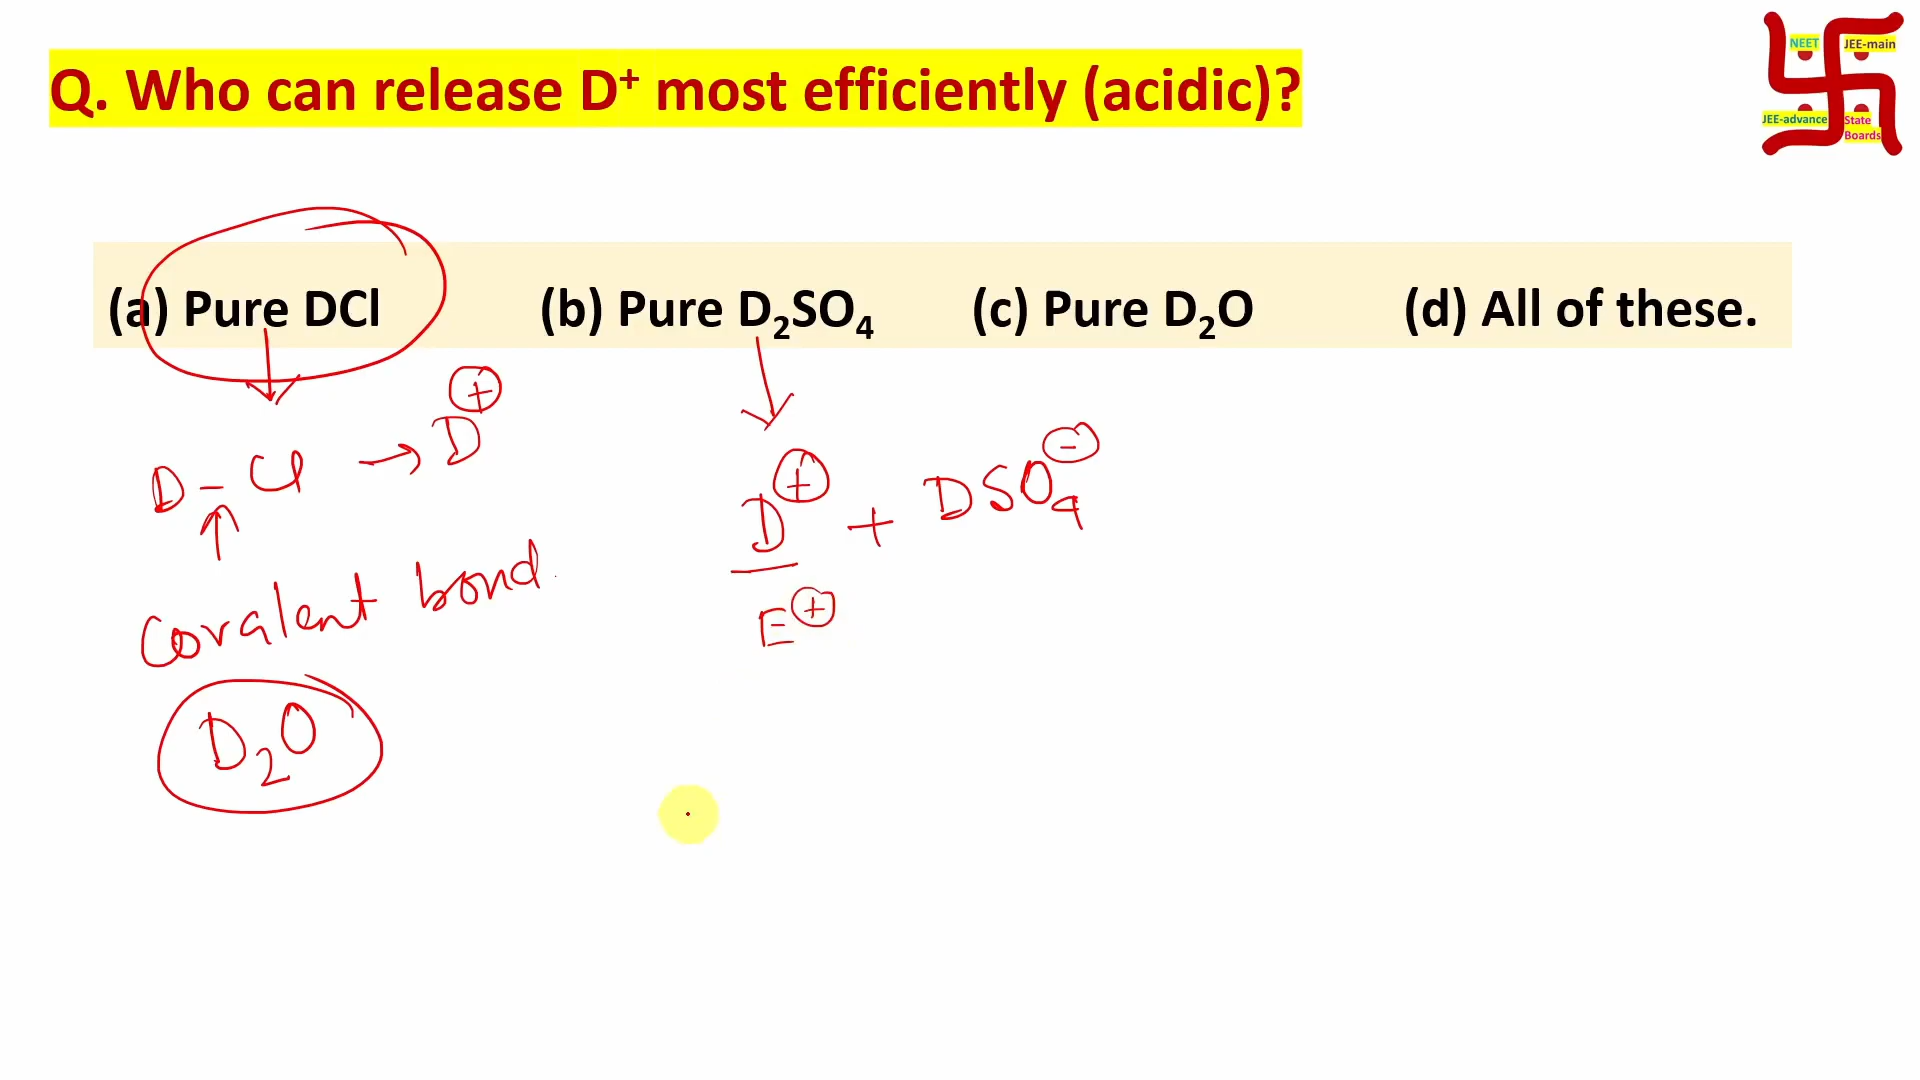 Q. Who can release D⁺ most efficiently (acidic)?
NEET
JEE-main
JEE-advance
State
Boards
(a) Pure DCl (b) Pure D₂SO₄ (c) Pure D₂O (d) All of these.
D – Cl → D⊕
D⊕ + DSO₄⊖
E⊕
Covalent bond.
D₂O